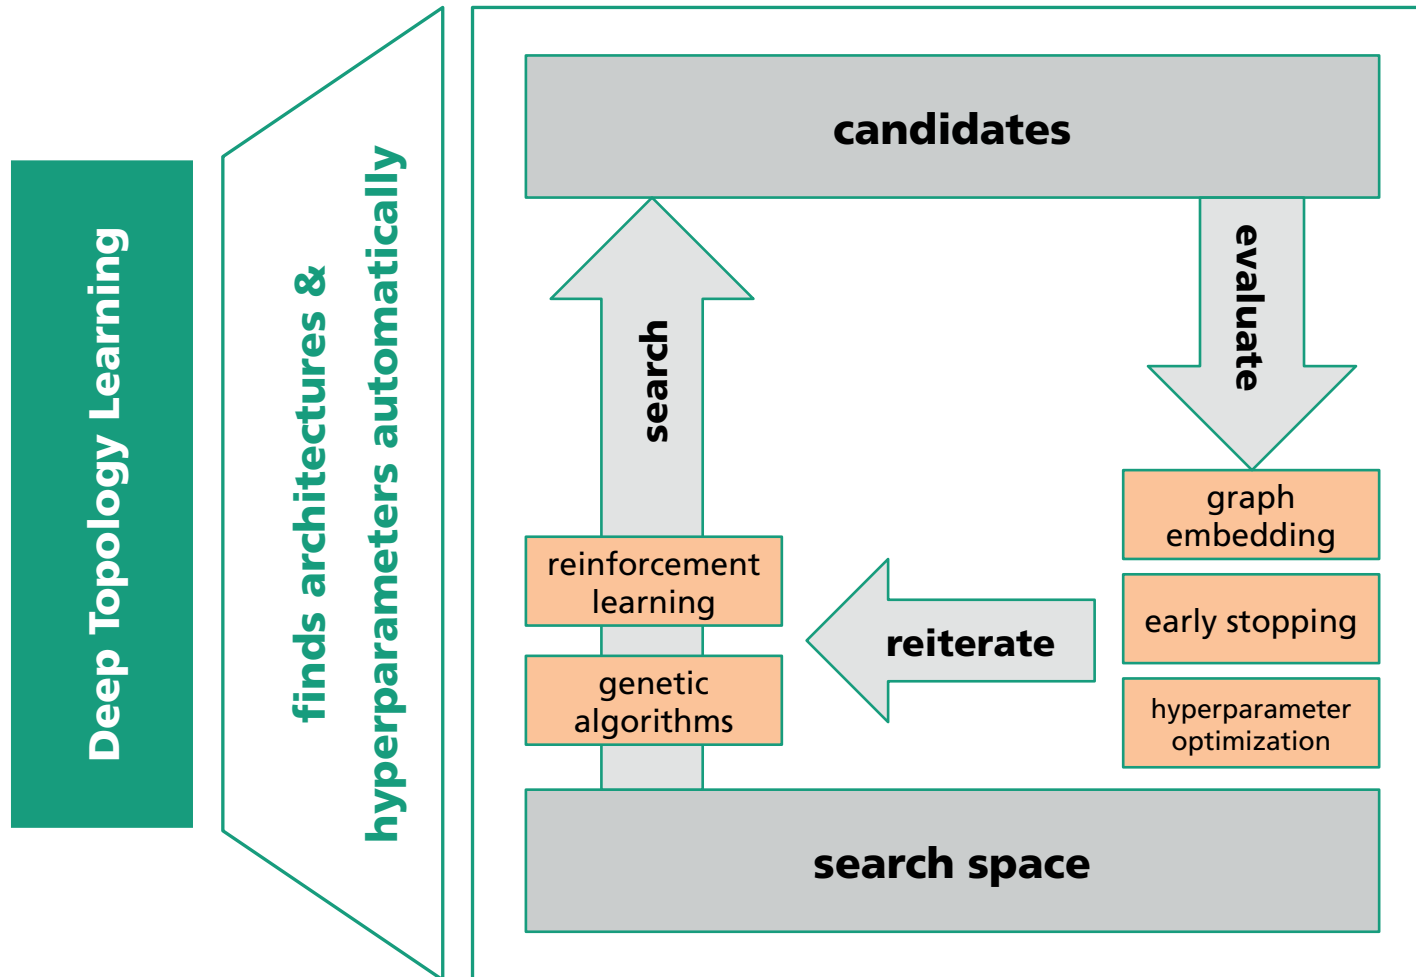 Deep Topology Learning
finds architectures &
hyperparameters automatically
candidates
search
evaluate
reinforcement
learning
genetic
algorithms
reiterate
graph
embedding
early stopping
hyperparameter
optimization
search space